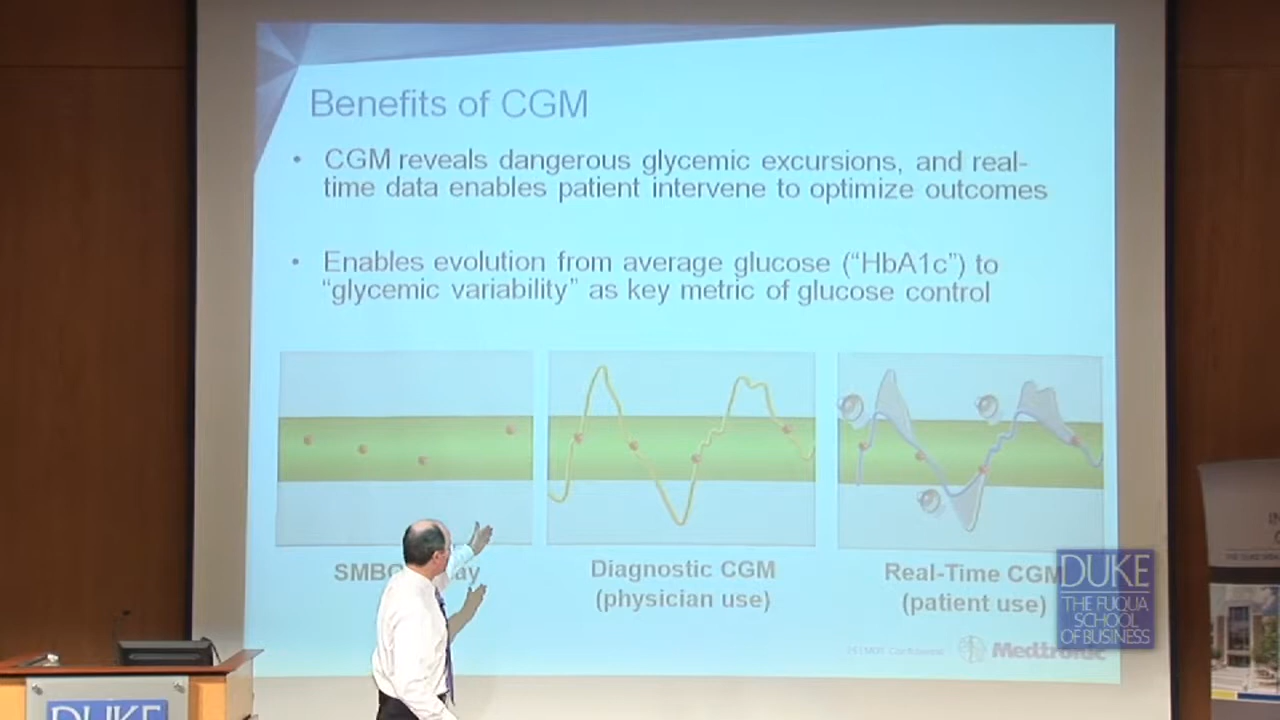 Benefits of CGM
• CGM reveals dangerous glycemic excursions, and real-
time data enables patient intervene to optimize outcomes
• Enables evolution from average glucose (“HbA1c”) to
“glycemic variability” as key metric of glucose control
Diagnostic CGM
(physician use)
Real-Time CGM
(patient use)
Medtronic
DUKE
THE FUQUA
SCHOOL
OF BUSINESS
DUKE